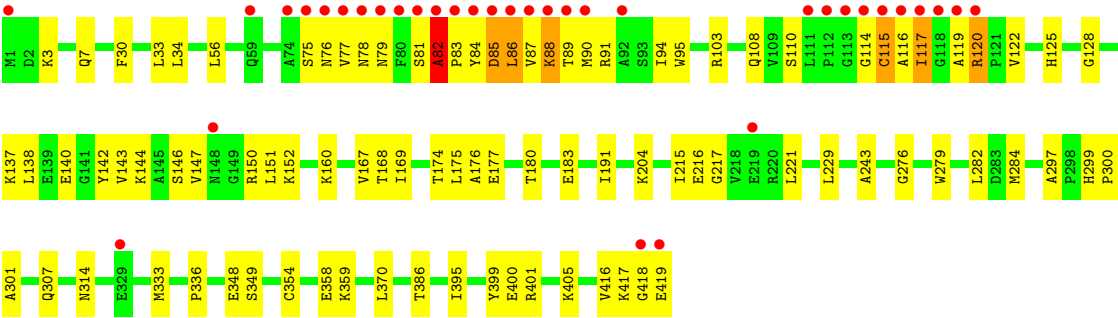 M1 D2 K3 Q7 F30 L33 L34 L56 Q59 A74 S75 N76 V77 N78 N79 F80 S81 A82 P83 Y84 D85 L86 V87 K88 T89 M90 R91 A92 S93 I94 W95 R103 Q108 V109 S110 L111 P112 G113 G114 C115 A116 I117 G118 A119 R120 P121 V122 H125 G128
K137 L138 E139 E140 G141 Y142 V143 K144 A145 S146 V147 N148 G149 R150 L151 K152 K160 V167 T168 I169 T174 L175 A176 E177 T180 E183 I191 K204 I215 E216 G217 V218 E219 R220 L221 L229 A243 G276 W279 L282 D283 M284 A297 P298 H299 P300
A301 Q307 N314 E329 M333 P336 E348 S349 C354 E358 K359 L370 T386 I395 Y399 E400 R401 K405 V416 K417 G418 E419